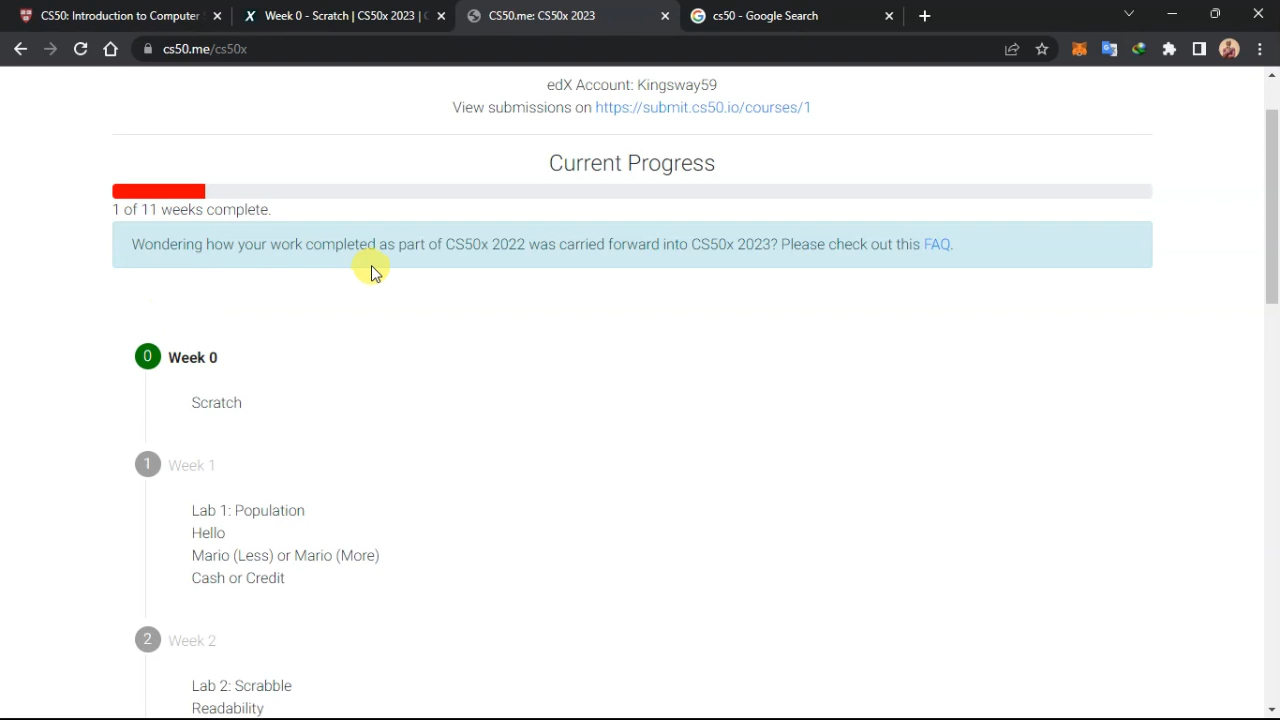 CS50: Introduction to Computer
Week 0 - Scratch | CS50x 2023 |
CS50.me: CS50x 2023
cs50 - Google Search
cs50.me/cs50x
edX Account: Kingsway59
View submissions on https://submit.cs50.io/courses/1
Current Progress
1 of 11 weeks complete.
Wondering how your work completed as part of CS50x 2022 was carried forward into CS50x 2023? Please check out this FAQ.
0 Week 0
Scratch
1 Week 1
Lab 1: Population
Hello
Mario (Less) or Mario (More)
Cash or Credit
2 Week 2
Lab 2: Scrabble
Readability